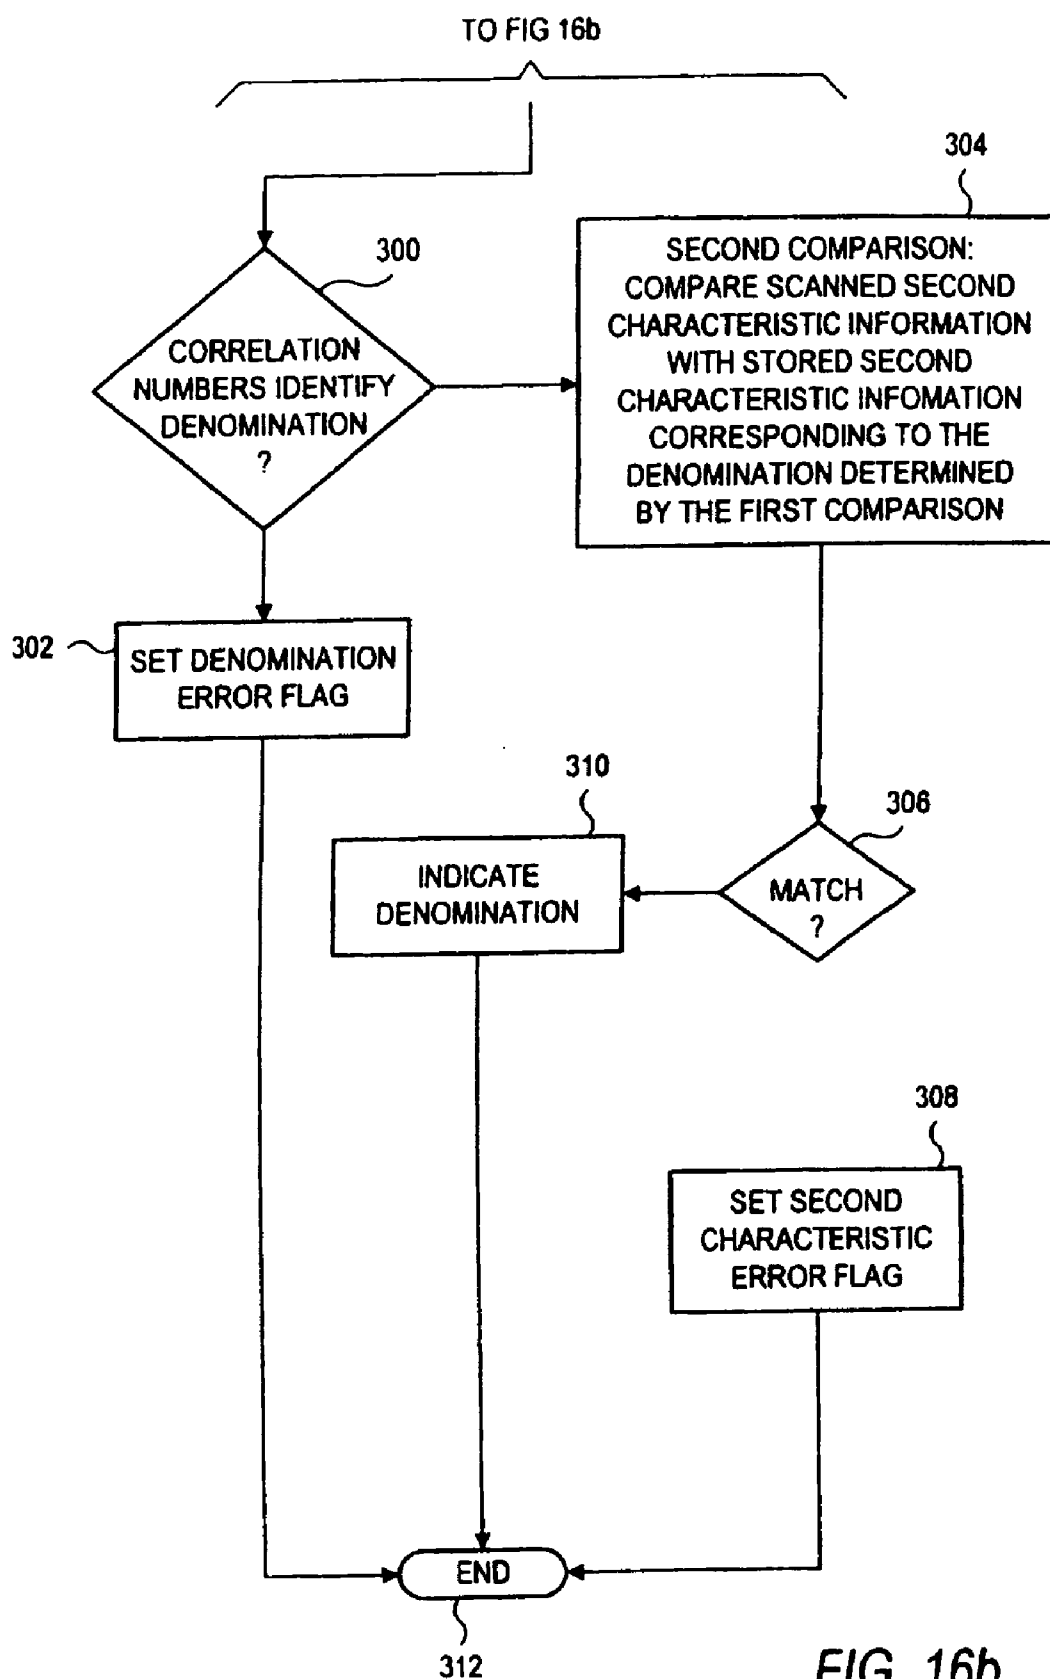 TO FIG 16b
304
SECOND COMPARISON:
COMPARE SCANNED SECOND
CHARACTERISTIC INFORMATION
WITH STORED SECOND
CHARACTERISTIC INFOMATION
CORRESPONDING TO THE
DENOMINATION DETERMINED
BY THE FIRST COMPARISON
300
CORRELATION
NUMBERS IDENTIFY
DENOMINATION
?
302
SET DENOMINATION
ERROR FLAG
310
INDICATE
DENOMINATION
306
MATCH
?
308
SET SECOND
CHARACTERISTIC
ERROR FLAG
END
312
FIG. 16b